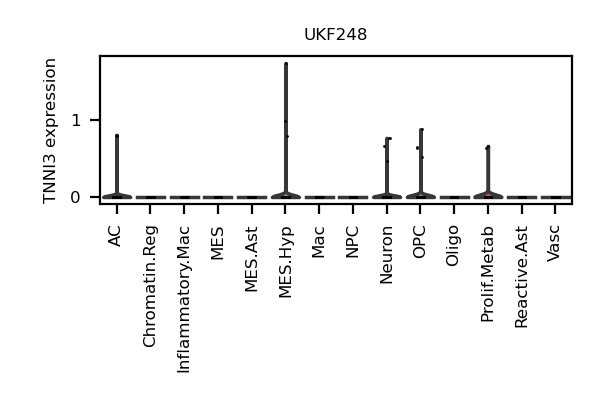 UKF248
TNNI3 expression
1
0
AC
Chromatin.Reg
Inflammatory.Mac
MES
MES.Ast
MES.Hyp
Mac
NPC
Neuron
OPC
Oligo
Prolif.Metab
Reactive.Ast
Vasc